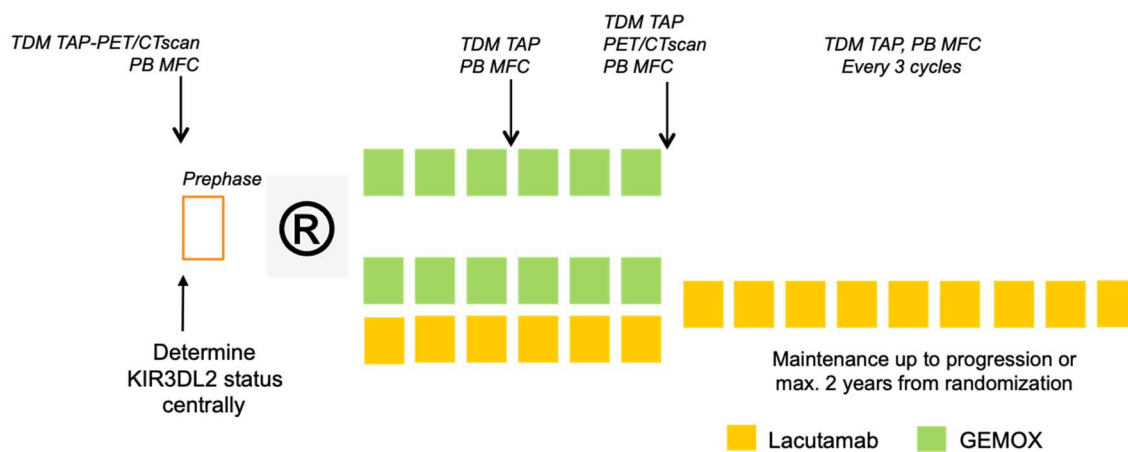 TDM TAP-PET/CTscan
PB MFC
TDM TAP
PB MFC
TDM TAP
PET/CTscan
PB MFC
TDM TAP, PB MFC
Every 3 cycles
Prephase
®
Determine
KIR3DL2 status
centrally
Maintenance up to progression or
max. 2 years from randomization
Lacutamab
GEMOX